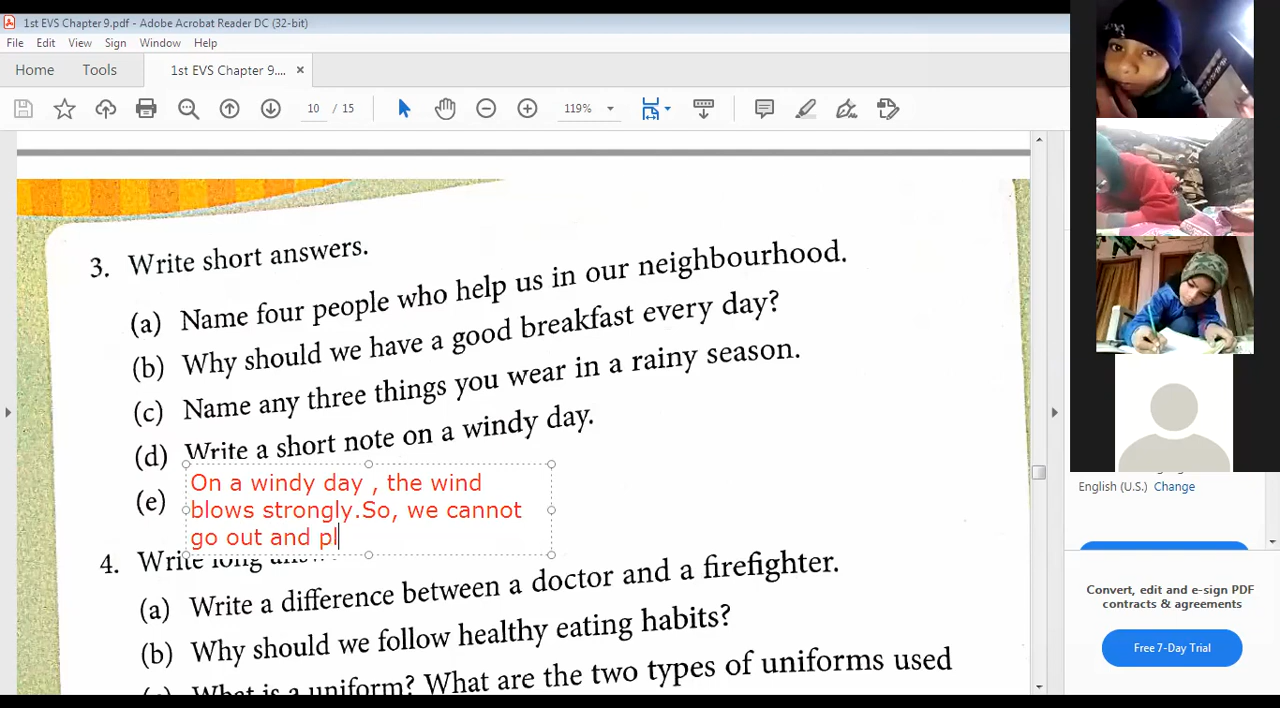 1st EVS Chapter 9.pdf - Adobe Acrobat Reader DC (32-bit)
File Edit View Sign Window Help
Home Tools 1st EVS Chapter 9.... ×
10 / 15 119%
3. Write short answers.
(a) Name four people who help us in our neighbourhood.
(b) Why should we have a good breakfast every day?
(c) Name any three things you wear in a rainy season.
(d) Write a short note on a windy day.
(e)
On a windy day , the wind
blows strongly.So, we cannot
go out and pl
4. Write long
(a) Write a difference between a doctor and a firefighter.
(b) Why should we follow healthy eating habits?
What is a uniform? What are the two types of uniforms used
English (U.S.) Change
Convert, edit and e-sign PDF
contracts & agreements
Free 7-Day Trial